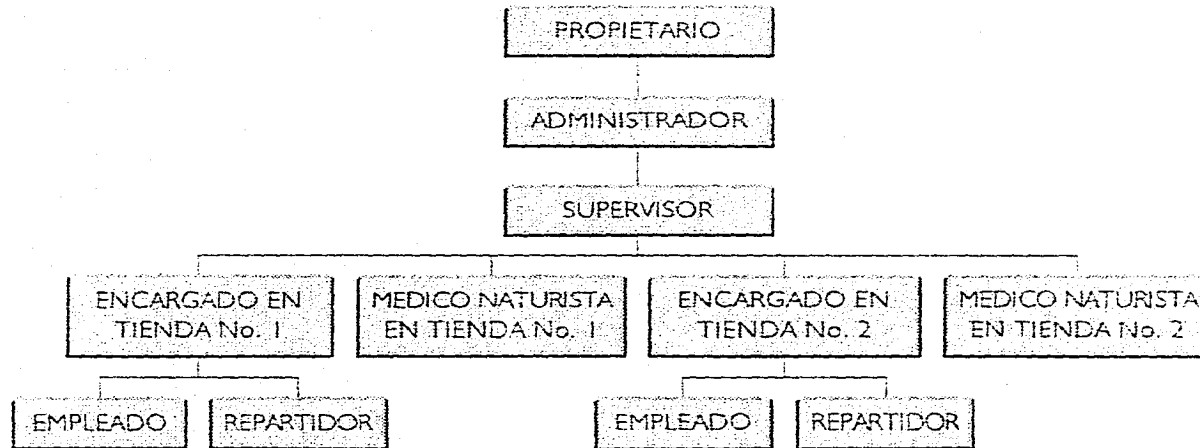 PROPIETARIO
ADMINISTRADOR
SUPERVISOR
ENCARGADO EN
TIENDA No. 1
MEDICO NATURISTA
EN TIENDA No. 1
ENCARGADO EN
TIENDA No. 2
MEDICO NATURISTA
EN TIENDA No. 2
EMPLEADO
REPARTIDOR
EMPLEADO
REPARTIDOR